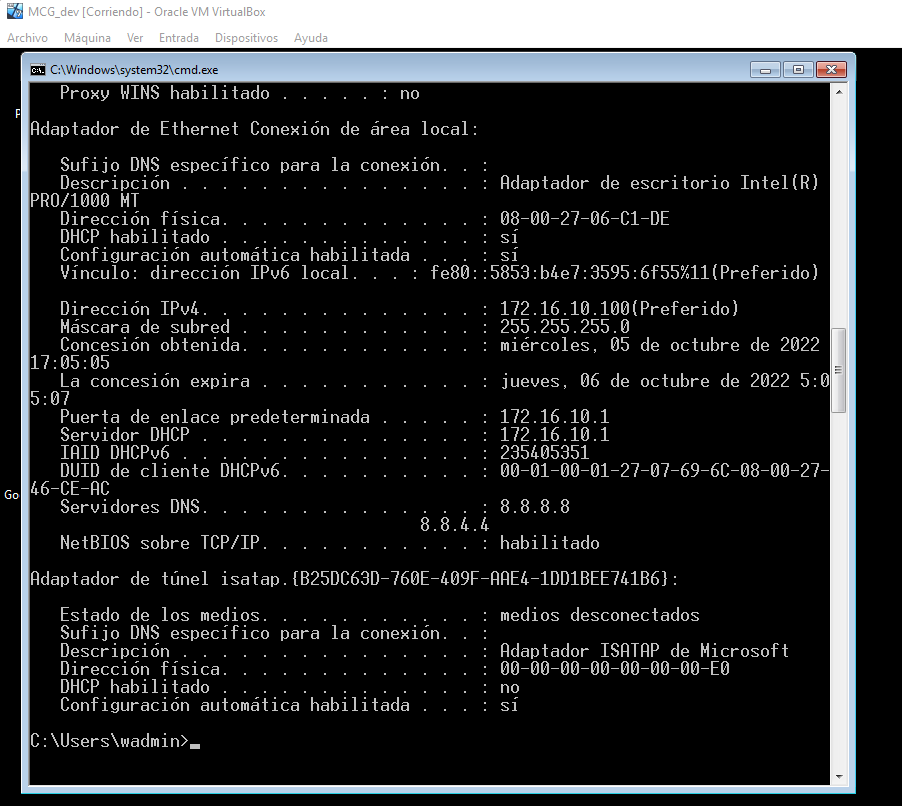 MCG_dev [Corriendo] - Oracle VM VirtualBox
Archivo Máquina Ver Entrada Dispositivos Ayuda
C:\Windows\system32\cmd.exe
Proxy WINS habilitado . . . . . : no
P
Adaptador de Ethernet Conexión de área local:
Sufijo DNS específico para la conexión. . :
Descripción . . . . . . . . . . . . . . . : Adaptador de escritorio Intel(R)
PRO/1000 MT
Dirección física. . . . . . . . . . . . . : 08-00-27-06-C1-DE
DHCP habilitado . . . . . . . . . . . . . : sí
Configuración automática habilitada . . . : sí
Vínculo: dirección IPv6 local. . . : fe80::5853:b4e7:3595:6f55%11(Preferido)
Dirección IPv4. . . . . . . . . . . . . . : 172.16.10.100(Preferido)
Máscara de subred . . . . . . . . . . . . : 255.255.255.0
Concesión obtenida. . . . . . . . . . . . : miércoles, 05 de octubre de 2022
17:05:05
La concesión expira . . . . . . . . . . . : jueves, 06 de octubre de 2022 5:0
5:07
Puerta de enlace predeterminada . . . . . : 172.16.10.1
Servidor DHCP . . . . . . . . . . . . . . : 172.16.10.1
IAID DHCPv6 . . . . . . . . . . . . . . . : 235405351
DUID de cliente DHCPv6. . . . . . . . . . : 00-01-00-01-27-07-69-6C-08-00-27-
46-CE-AC
Go
Servidores DNS. . . . . . . . . . . . . . : 8.8.8.8
8.8.4.4
NetBIOS sobre TCP/IP. . . . . . . . . . . : habilitado
Adaptador de túnel isatap.{B25DC63D-760E-409F-AAE4-1DD1BEE741B6}:
Estado de los medios. . . . . . . . . . . : medios desconectados
Sufijo DNS específico para la conexión. . :
Descripción . . . . . . . . . . . . . . . : Adaptador ISATAP de Microsoft
Dirección física. . . . . . . . . . . . . : 00-00-00-00-00-00-00-E0
DHCP habilitado . . . . . . . . . . . . . : no
Configuración automática habilitada . . . : sí
C:\Users\wadmin>_